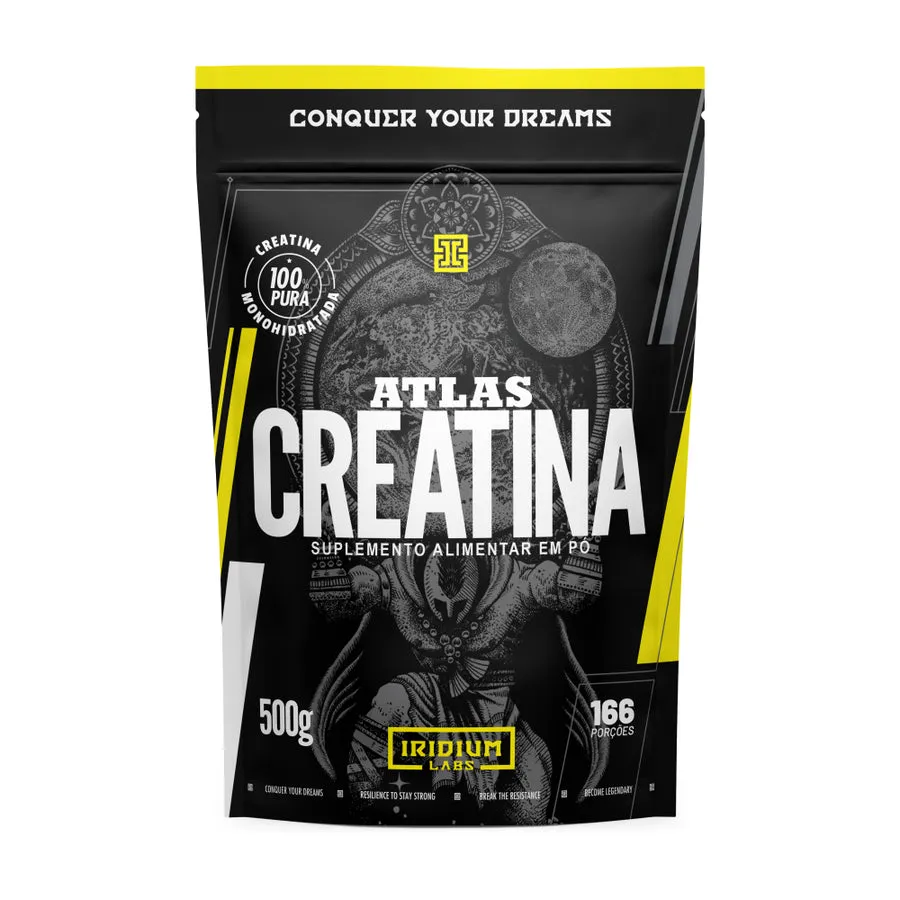 CONQUER YOUR DREAMS
CREATINA
100
PURA
MONOHIDRATADA
ATLAS
CREATINA
SUPLEMENTO ALIMENTAR EM PÓ
500g
166
PORÇÕES
IRIDIUM
LABS
CONQUER YOUR DREAMS RESILIENCE TO STAY STRONG BREAK THE RESISTANCE BECOME LEGENDARY